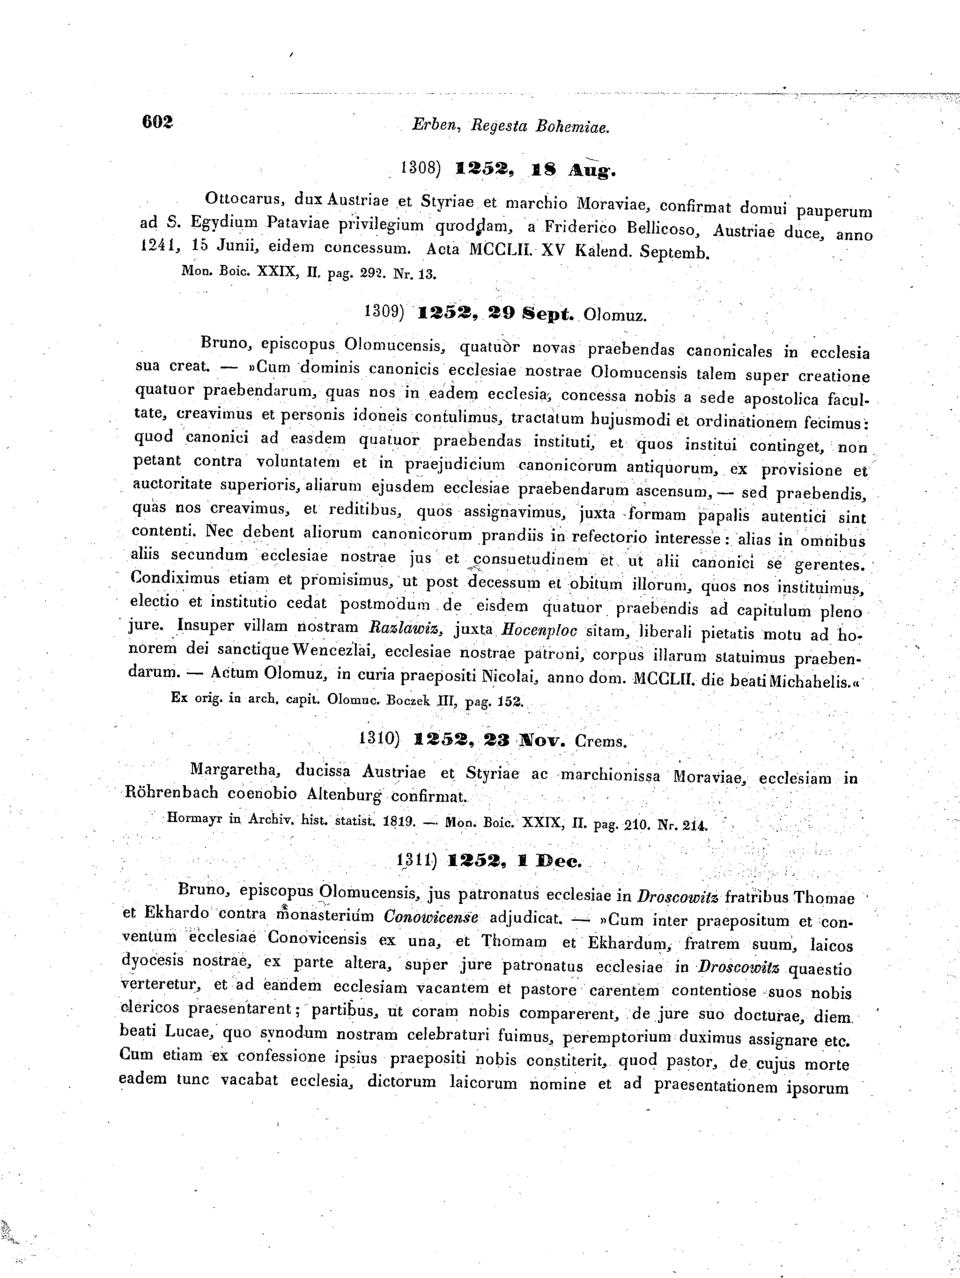 602 Erben, Regesta Bohemiae.
1308) 1252, 18 Aug.
Ottocarus, dux Austriae et Styriae et marchio Moraviae, confirmat domui pauperum
ad S. Egydium Pataviae privilegium quoddam, a Friderico Bellicoso, Austriae duce, anno
1241, 15 Junii, eidem concessum. Acta MCCLII. XV Kalend. Septemb.
Mon. Boic. XXIX, II, pag. 292. Nr. 13.
1309) 1252, 29 Sept. Olomuz.
Bruno, episcopus Olomucensis, quatuor novas praebendas canonicales in ecclesia
sua creat. — »Cum dominis canonicis ecclesiae nostrae Olomucensis talem super creatione
quatuor praebendarum, quas nos in eadem ecclesia, concessa nobis a sede apostolica facul-
tate, creavimus et personis idoneis contulimus, tractatum hujusmodi et ordinationem fecimus:
quod canonici ad easdem quatuor praebendas instituti, et quos institui continget, non
petant contra voluntatem et in praejudicium canonicorum antiquorum, ex provisione et
auctoritate superioris, aliarum ejusdem ecclesiae praebendarum ascensum, — sed praebendis,
quas nos creavimus, et reditibus, quos assignavimus, juxta formam papalis autentici sint
contenti. Nec debent aliorum canonicorum prandiis in refectorio interesse: alias in omnibus
aliis secundum ecclesiae nostrae jus et consuetudinem et ut alii canonici se gerentes.
Condiximus etiam et promisimus, ut post decessum et obitum illorum, quos nos instituimus,
electio et institutio cedat postmodum de eisdem quatuor praebendis ad capitulum pleno
jure. Insuper villam nostram Razlawiz, juxta Hocenploc sitam, liberali pietatis motu ad ho-
norem dei sanctique Wencezlai, ecclesiae nostrae patroni, corpus illarum statuimus praeben-
darum. — Actum Olomuz, in curia praepositi Nicolai, anno dom. MCCLII. die beati Michahelis.«
Ex orig. in arch. capit. Olomuc. Boczek III, pag. 152.
1310) 1252, 23 Nov. Crems.
Margaretha, ducissa Austriae et Styriae ac marchionissa Moraviae, ecclesiam in
Röhrenbach coenobio Altenburg confirmat.
Hormayr in Archiv. hist. statist. 1819. — Mon. Boic. XXIX, II. pag. 210. Nr. 214.
1311) 1252, 1 Dec.
Bruno, episcopus Olomucensis, jus patronatus ecclesiae in Droscowitz fratribus Thomae
et Ekhardo contra monasterium Conowicense adjudicat. — »Cum inter praepositum et con-
ventum ecclesiae Conovicensis ex una, et Thomam et Ekhardum, fratrem suum, laicos
dyocesis nostrae, ex parte altera, super jure patronatus ecclesiae in Droscowitz quaestio
verteretur, et ad eandem ecclesiam vacantem et pastore carentem contentiose suos nobis
clericos praesentarent; partibus, ut coram nobis comparerent, de jure suo docturae, diem
beati Lucae, quo synodum nostram celebraturi fuimus, peremptorium duximus assignare etc.
Cum etiam ex confessione ipsius praepositi nobis constiterit, quod pastor, de cujus morte
eadem tunc vacabat ecclesia, dictorum laicorum nomine et ad praesentationem ipsorum